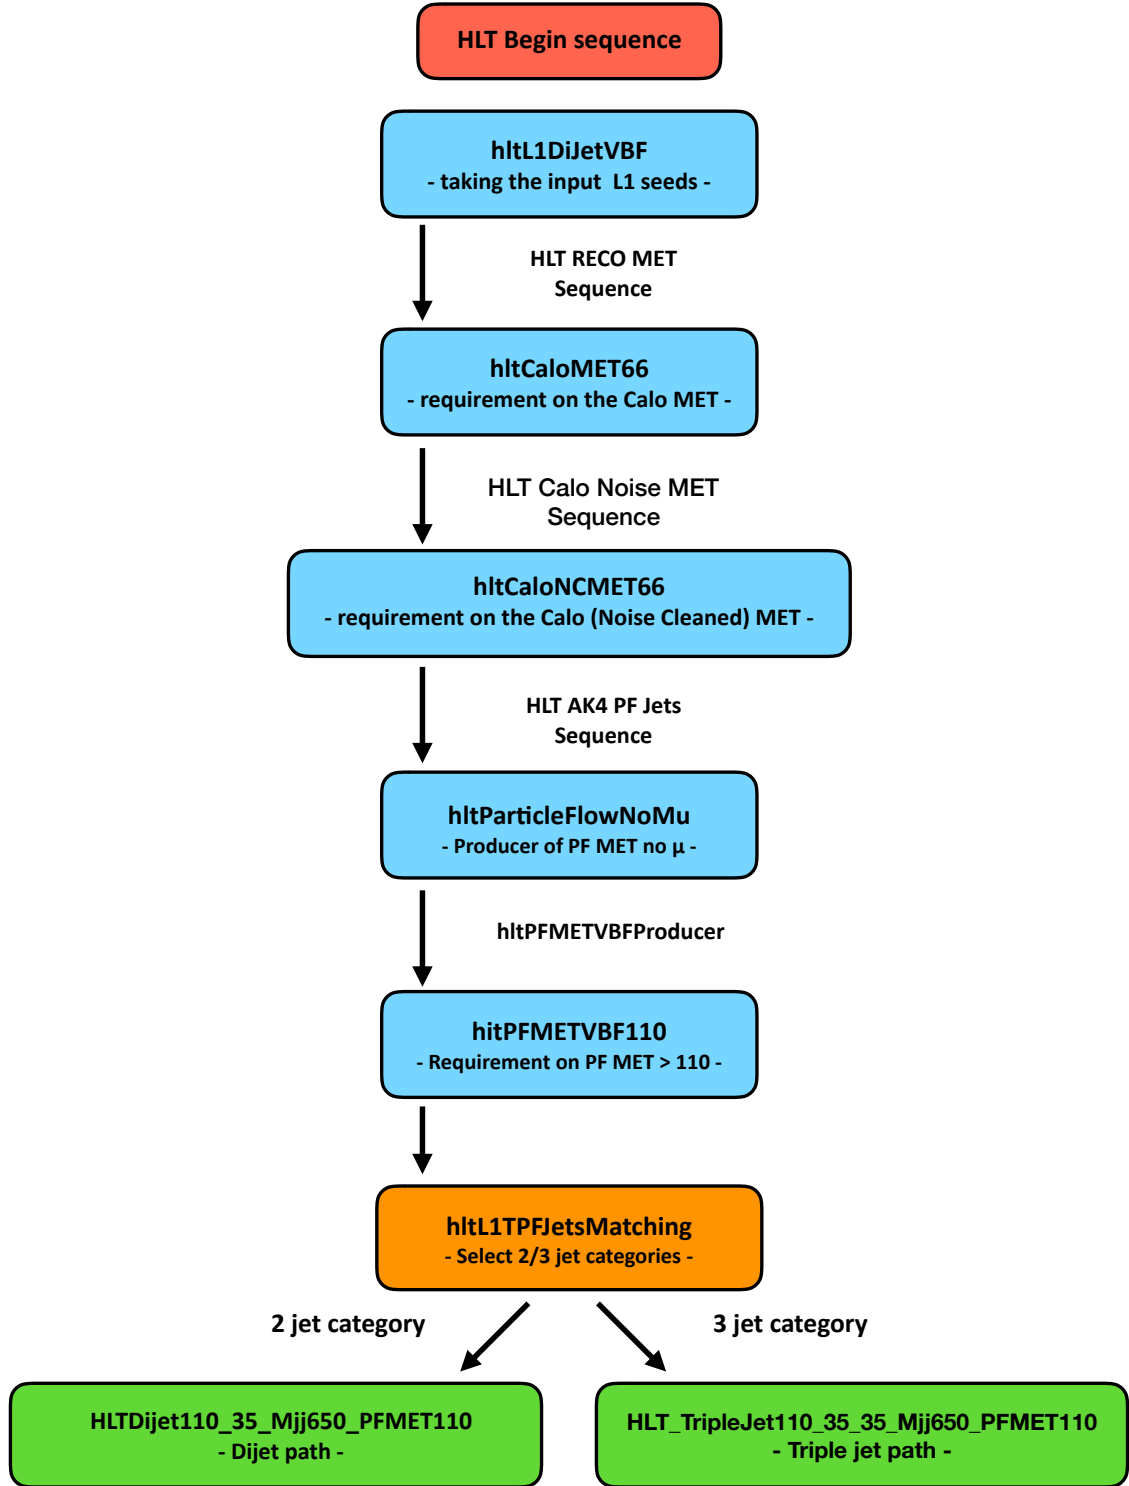 HLT Begin sequence
hltL1DiJetVBF
- taking the input  L1 seeds -
HLT RECO MET
Sequence
hltCaloMET66
- requirement on the Calo MET -
HLT Calo Noise MET
Sequence
hltCaloNCMET66
- requirement on the Calo (Noise Cleaned) MET -
HLT AK4 PF Jets
Sequence
hltParticleFlowNoMu
- Producer of PF MET no μ -
hltPFMETVBFProducer
hitPFMETVBF110
- Requirement on PF MET > 110 -
hltL1TPFJetsMatching
- Select 2/3 jet categories -
2 jet category
3 jet category
HLTDijet110_35_Mjj650_PFMET110
- Dijet path -
HLT_TripleJet110_35_35_Mjj650_PFMET110
- Triple jet path -